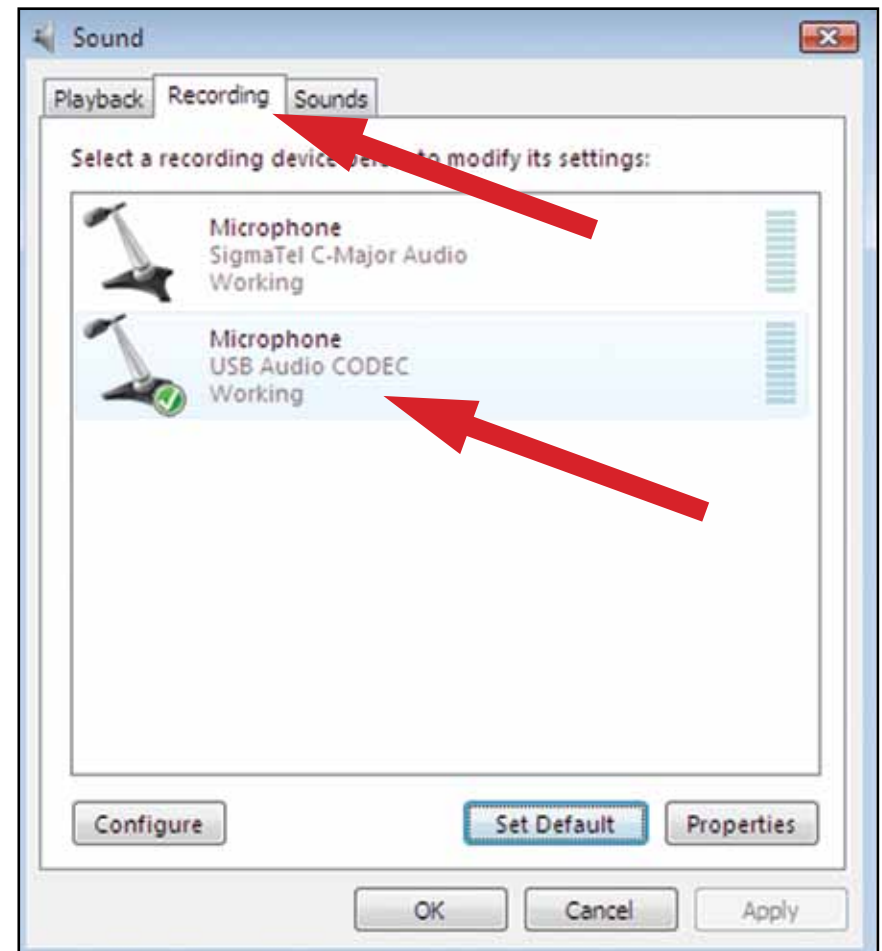 Sound
Playback Recording Sounds
Select a recording device to modify its settings:
Microphone
SigmaTel C-Major Audio
Working
Microphone
USB Audio CODEC
Working
Configure Set Default Properties
OK Cancel Apply